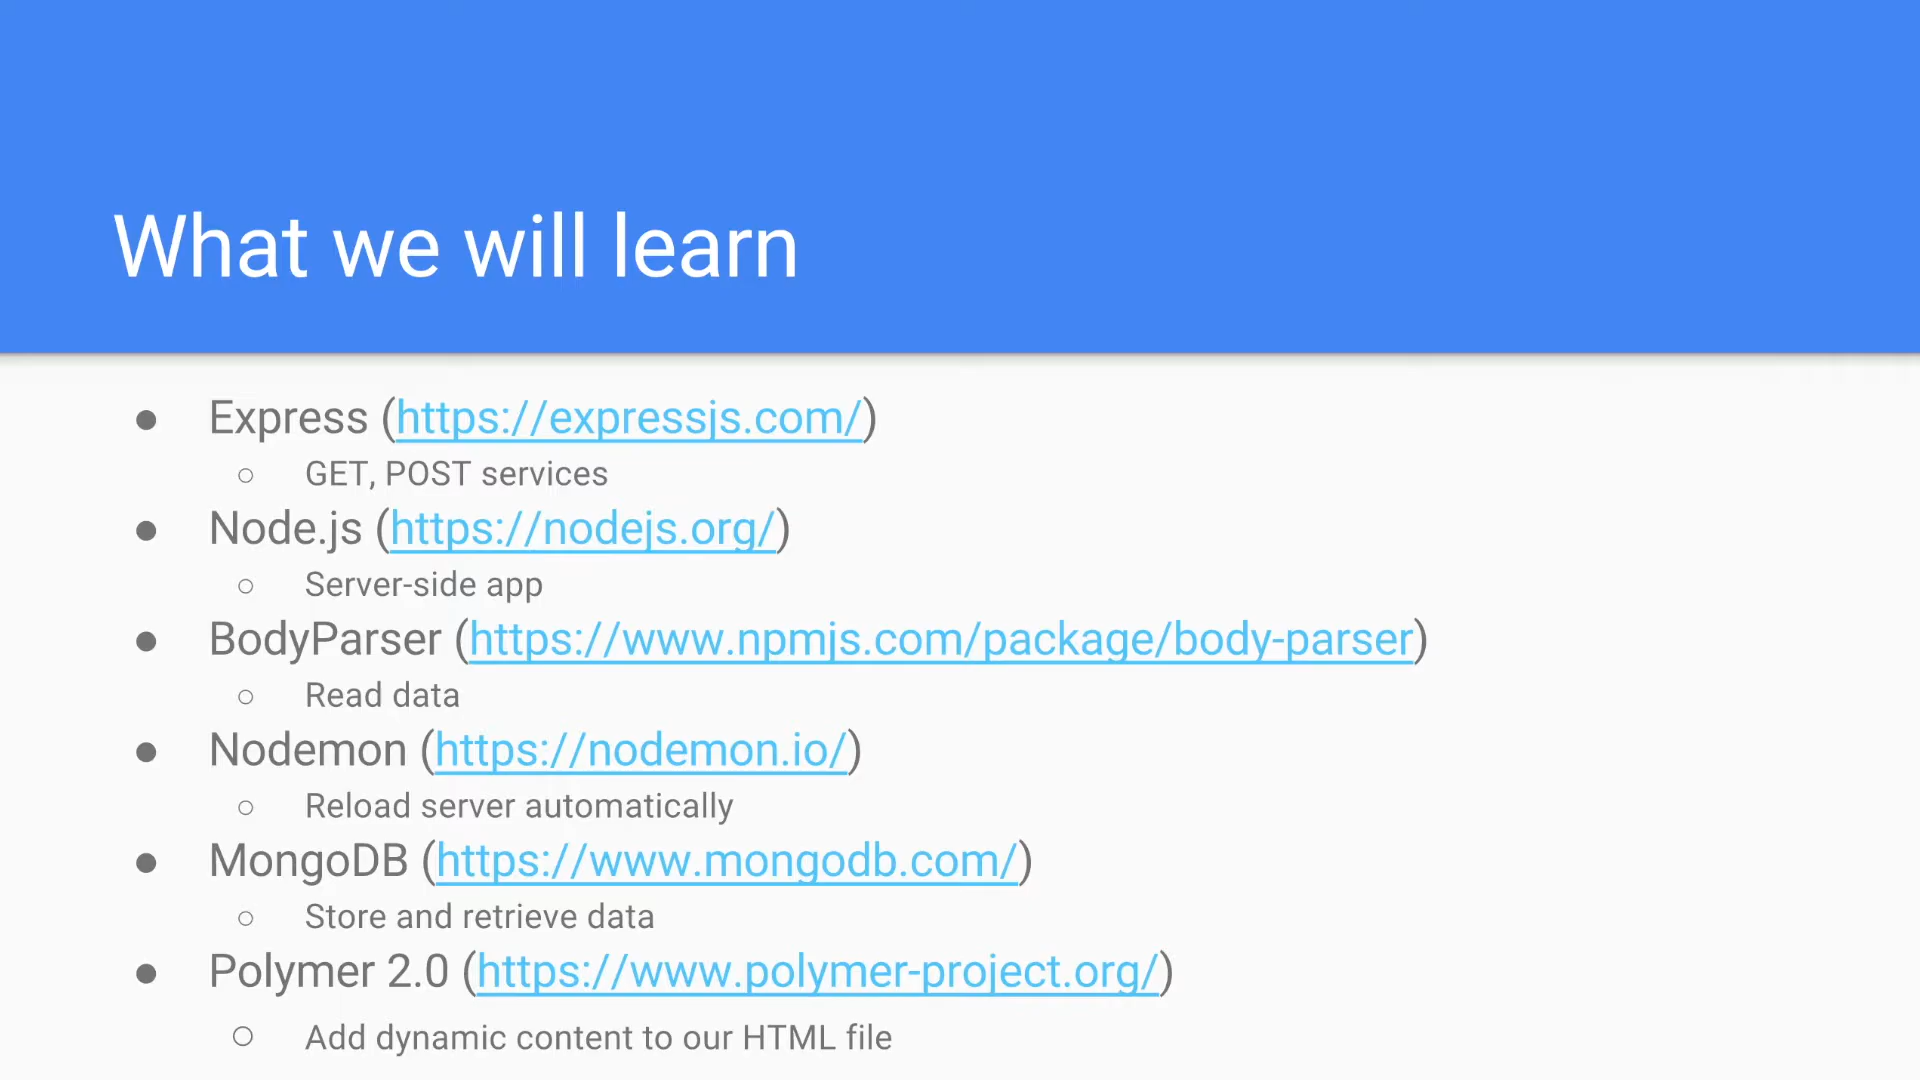 What we will learn
● Express (https://expressjs.com/)
○ GET, POST services
● Node.js (https://nodejs.org/)
○ Server-side app
● BodyParser (https://www.npmjs.com/package/body-parser)
○ Read data
● Nodemon (https://nodemon.io/)
○ Reload server automatically
● MongoDB (https://www.mongodb.com/)
○ Store and retrieve data
● Polymer 2.0 (https://www.polymer-project.org/)
○ Add dynamic content to our HTML file